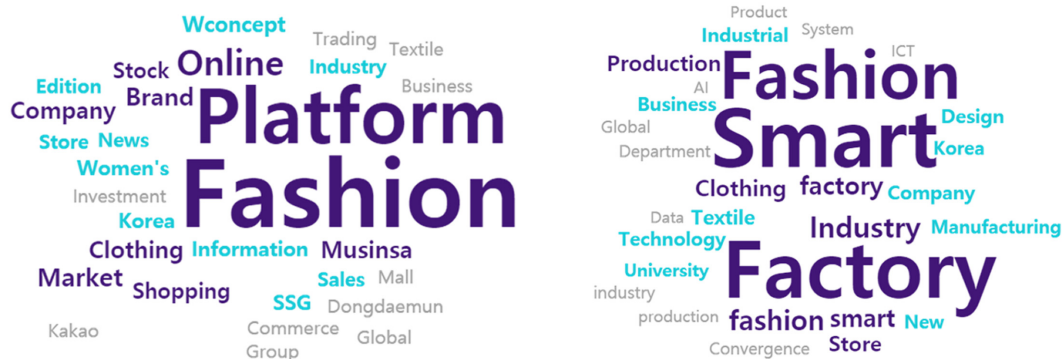 Wconcept
Trading
Online
Textile
Stock
Industry
Edition
Brand
Business
Company
Platform
Store
News
Women's
Fashion
Investment
Korea
Clothing
Information
Musinsa
Market
Sales
Mall
Shopping
SSG
Dongdaemun
Kakao
Commerce
Global
Group
Product
Industrial
System
ICT
Production
Fashion
AI
Business
Design
Global
Smart
Department
Korea
Clothing
factory
Company
Data
Textile
Industry
Manufacturing
Technology
University
Factory
industry
production
fashion
smart
New
Store
Convergence